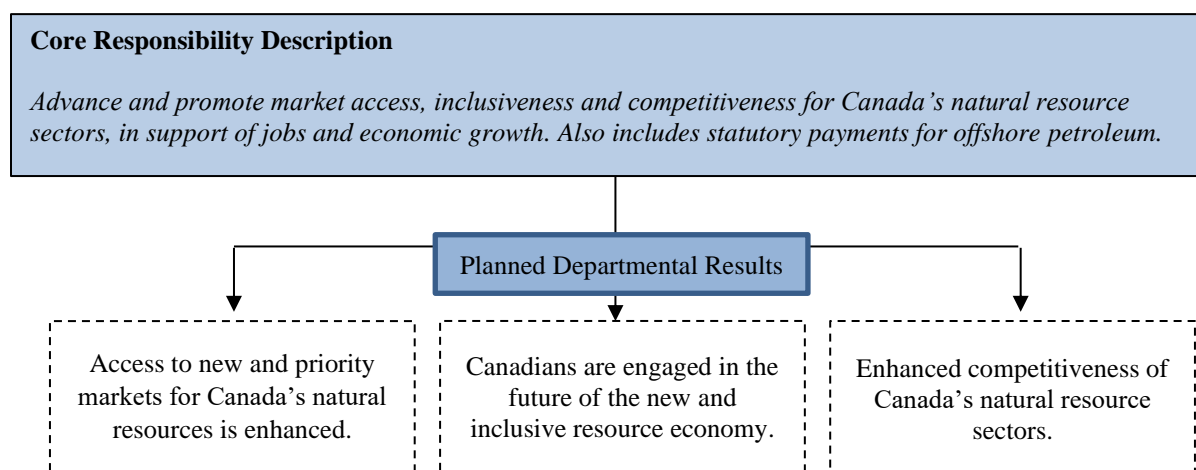 Core Responsibility Description
Advance and promote market access, inclusiveness and competitiveness for Canada’s natural resource
sectors, in support of jobs and economic growth. Also includes statutory payments for offshore petroleum.
Planned Departmental Results
Access to new and priority
markets for Canada’s natural
resources is enhanced.
Canadians are engaged in the
future of the new and
inclusive resource economy.
Enhanced competitiveness of
Canada’s natural resource
sectors.